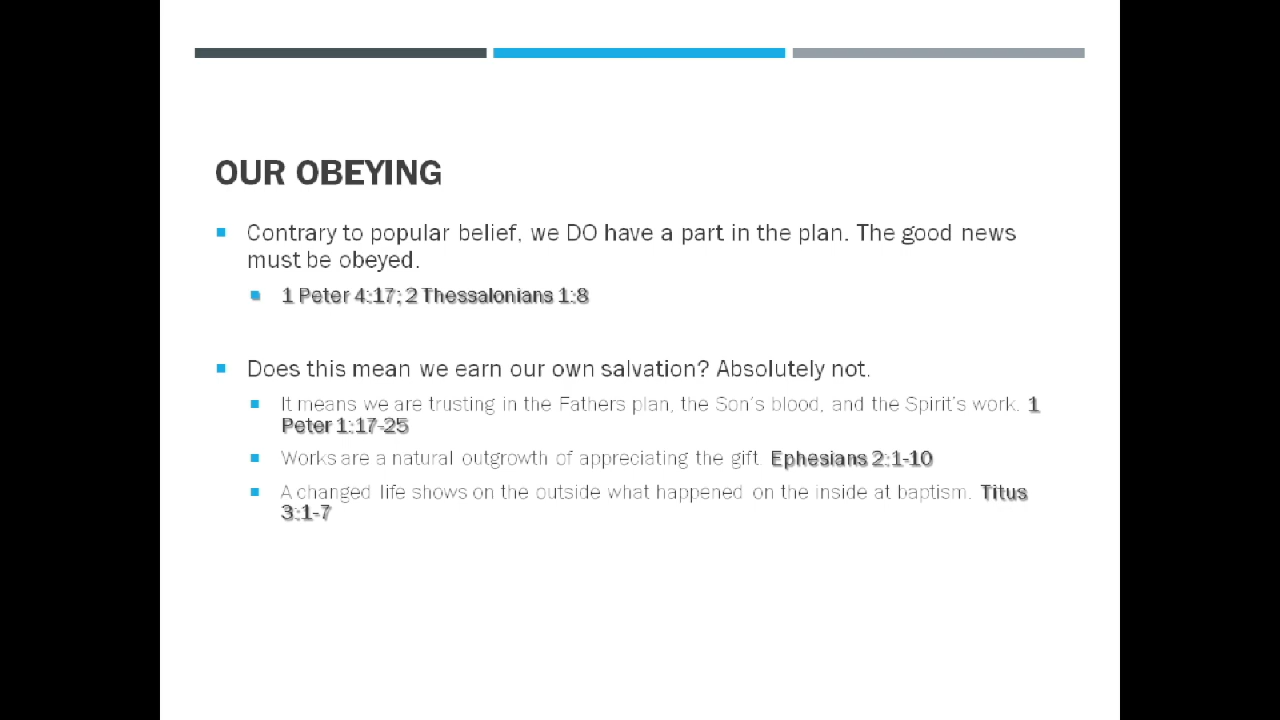 OUR OBEYING
Contrary to popular belief, we DO have a part in the plan. The good news
must be obeyed.
1 Peter 4:17; 2 Thessalonians 1:8
Does this mean we earn our own salvation? Absolutely not.
It means we are trusting in the Fathers plan, the Son's blood, and the Spirit's work. 1
Peter 1:17-25
Works are a natural outgrowth of appreciating the gift. Ephesians 2:1-10
A changed life shows on the outside what happened on the inside at baptism. Titus
3:1-7